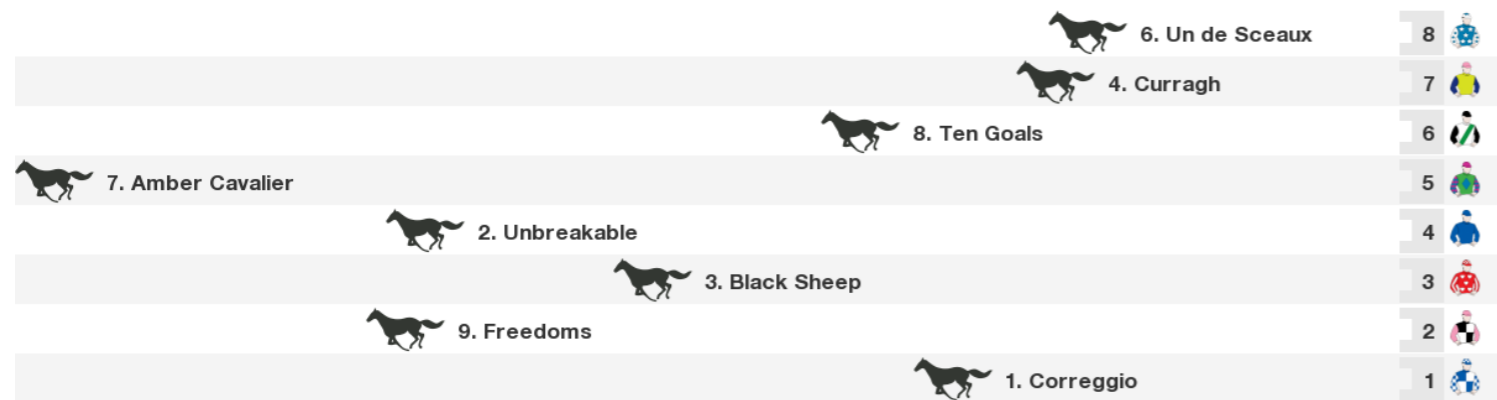 6. Un de Sceaux 8
4. Curragh 7
8. Ten Goals 6
7. Amber Cavalier 5
2. Unbreakable 4
3. Black Sheep 3
9. Freedoms 2
1. Correggio 1